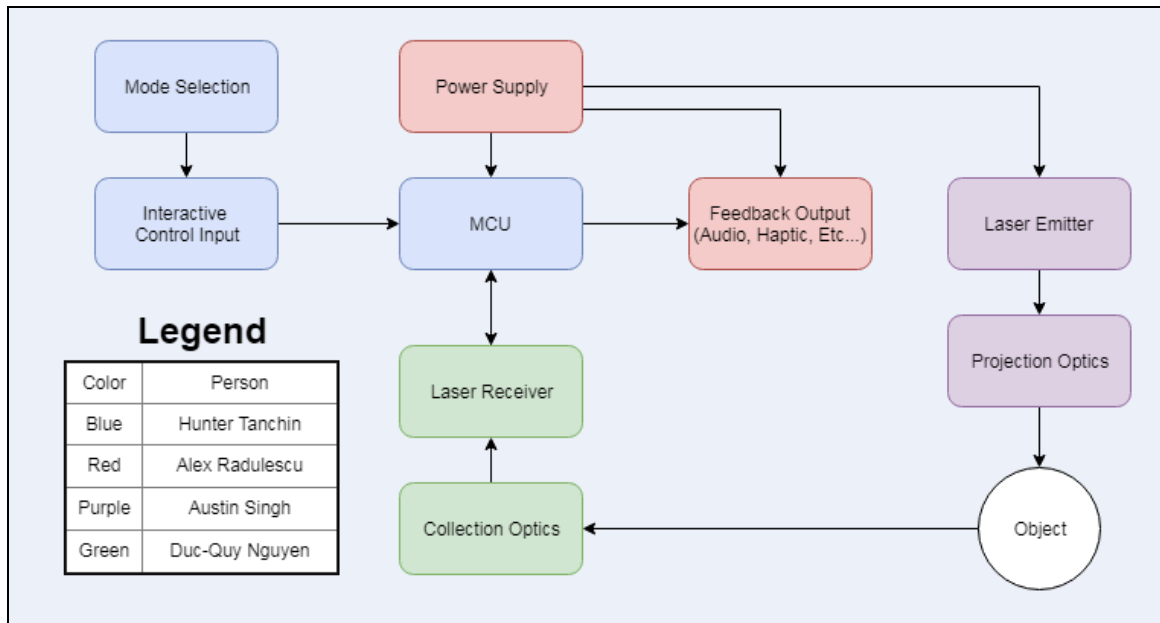 Mode Selection
Power Supply
Interactive
Control Input
MCU
Feedback Output
(Audio, Haptic, Etc...)
Laser Emitter
Legend
Color Person
Blue Hunter Tanchin
Red Alex Radulescu
Purple Austin Singh
Green Duc-Quy Nguyen
Laser Receiver
Projection Optics
Collection Optics
Object